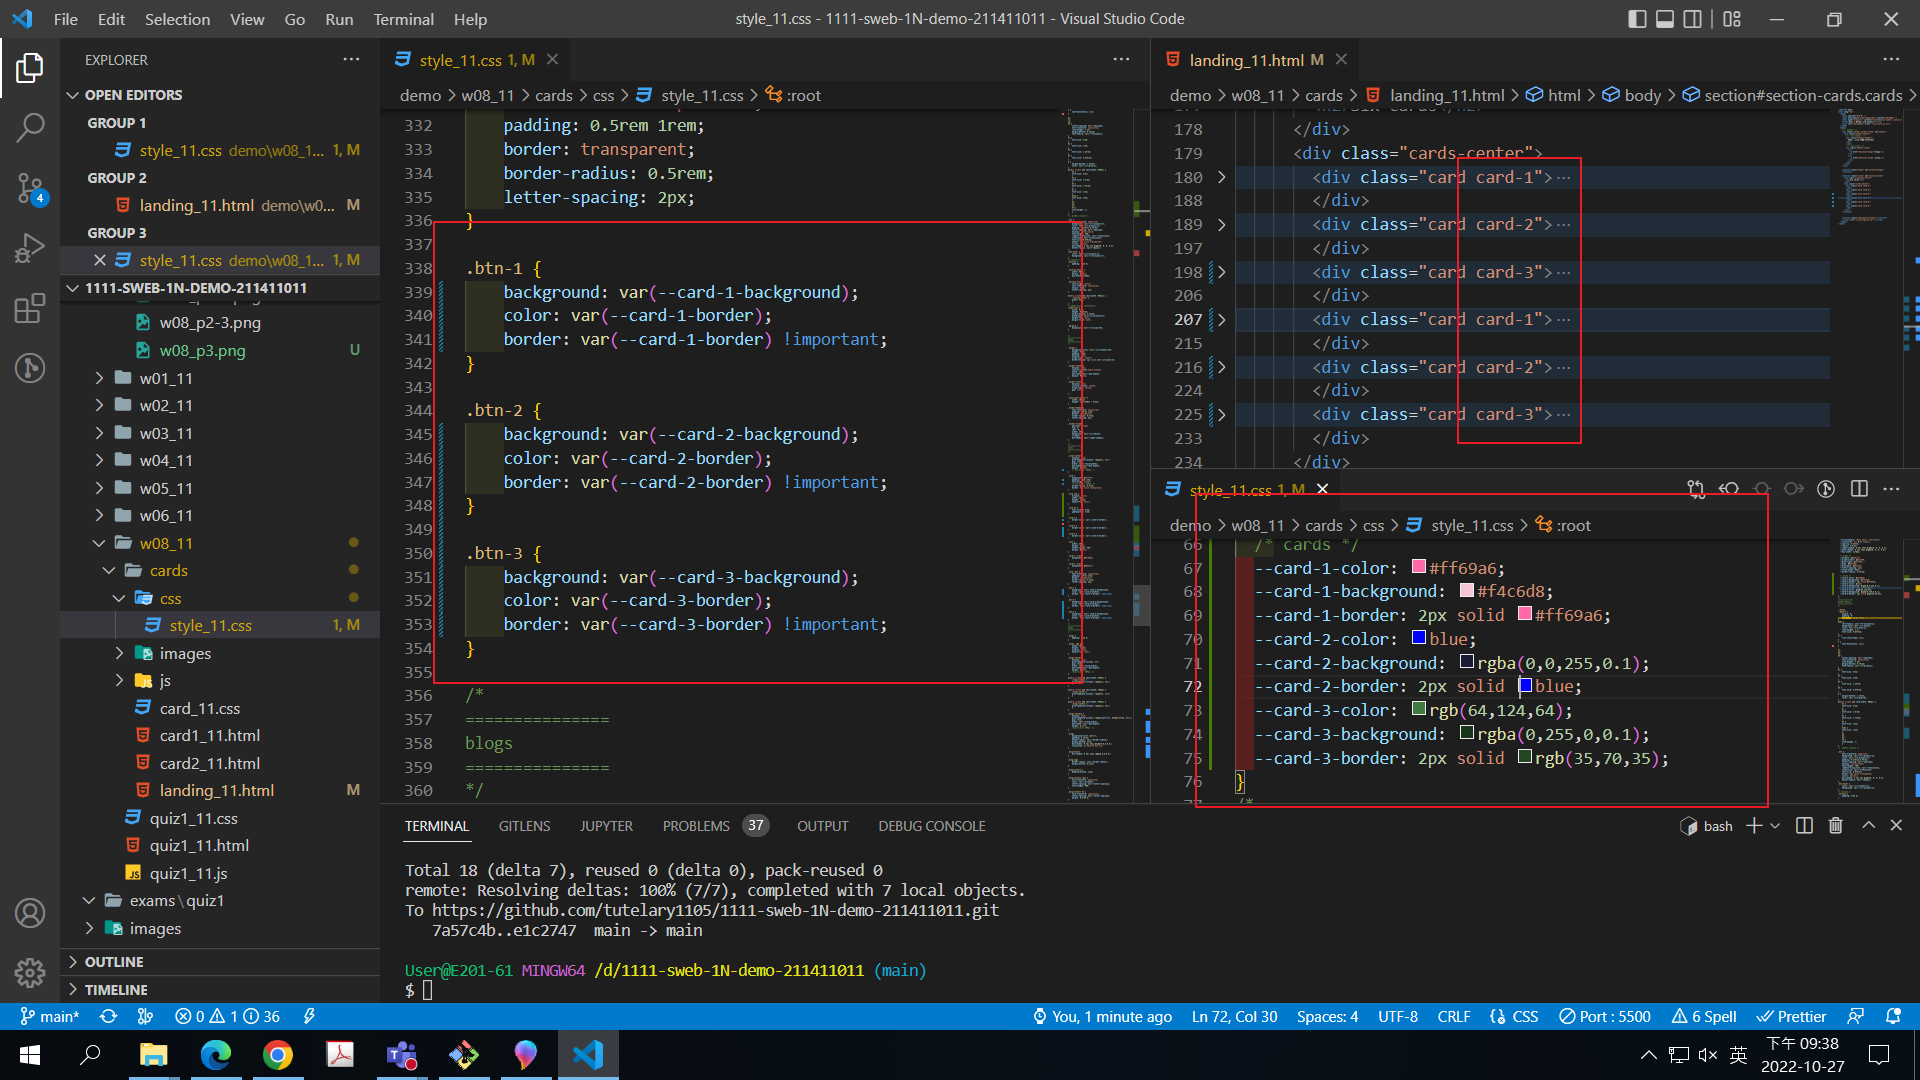 File Edit Selection View Go Run Terminal Help
style_11.css - 1111-sweb-1N-demo-211411011 - Visual Studio Code
EXPLORER
OPEN EDITORS
GROUP 1
style_11.css demo\w08_1... 1, M
GROUP 2
landing_11.html demo\w0... M
GROUP 3
style_11.css demo\w08_1... 1, M
1111-SWEB-1N-DEMO-211411011
w08_p2-3.png
w08_p3.png U
w01_11
w02_11
w03_11
w04_11
w05_11
w06_11
w08_11
cards
css
style_11.css 1, M
images
js
card_11.css
card1_11.html
card2_11.html
landing_11.html M
quiz1_11.css
quiz1_11.html
quiz1_11.js
exams\quiz1
images
OUTLINE
TIMELINE
4
style_11.css 1, M
demo > w08_11 > cards > css > style_11.css > :root
332 padding: 0.5rem 1rem;
333 border: transparent;
334 border-radius: 0.5rem;
335 letter-spacing: 2px;
336 }
337
338 .btn-1 {
339 background: var(--card-1-background);
340 color: var(--card-1-border);
341 border: var(--card-1-border) !important;
342 }
343
344 .btn-2 {
345 background: var(--card-2-background);
346 color: var(--card-2-border);
347 border: var(--card-2-border) !important;
348 }
349
350 .btn-3 {
351 background: var(--card-3-background);
352 color: var(--card-3-border);
353 border: var(--card-3-border) !important;
354 }
355
356 /*
357 ===============
358 blogs
359 ===============
360 */
landing_11.html M
demo > w08_11 > cards > landing_11.html > html > body > section#section-cards.cards >
178 </div>
179 <div class="cards-center">
180 <div class="card card-1">···
188 </div>
189 <div class="card card-2">···
197 </div>
198 <div class="card card-3">···
206 </div>
207 <div class="card card-1">···
215 </div>
216 <div class="card card-2">···
224 </div>
225 <div class="card card-3">···
233 </div>
234 </div>
style_11.css 1, M
demo > w08_11 > cards > css > style_11.css > :root
66 /* cards */
67 --card-1-color: #ff69a6;
68 --card-1-background: #f4c6d8;
69 --card-1-border: 2px solid #ff69a6;
70 --card-2-color: blue;
71 --card-2-background: rgba(0,0,255,0.1);
72 --card-2-border: 2px solid blue;
73 --card-3-color: rgb(64,124,64);
74 --card-3-background: rgba(0,255,0,0.1);
75 --card-3-border: 2px solid rgb(35,70,35);
76 }
77 /*
TERMINAL GITLENS JUPYTER PROBLEMS 37 OUTPUT DEBUG CONSOLE
bash
Total 18 (delta 7), reused 0 (delta 0), pack-reused 0
remote: Resolving deltas: 100% (7/7), completed with 7 local objects.
To https://github.com/tutelary1105/1111-sweb-1N-demo-211411011.git
7a57c4b..e1c2747 main -> main
User@E201-61 MINGW64 /d/1111-sweb-1N-demo-211411011 (main)
$
main* 0 1 36
You, 1 minute ago Ln 72, Col 30 Spaces: 4 UTF-8 CRLF CSS Port : 5500 6 Spell Prettier
英
下午 09:38
2022-10-27